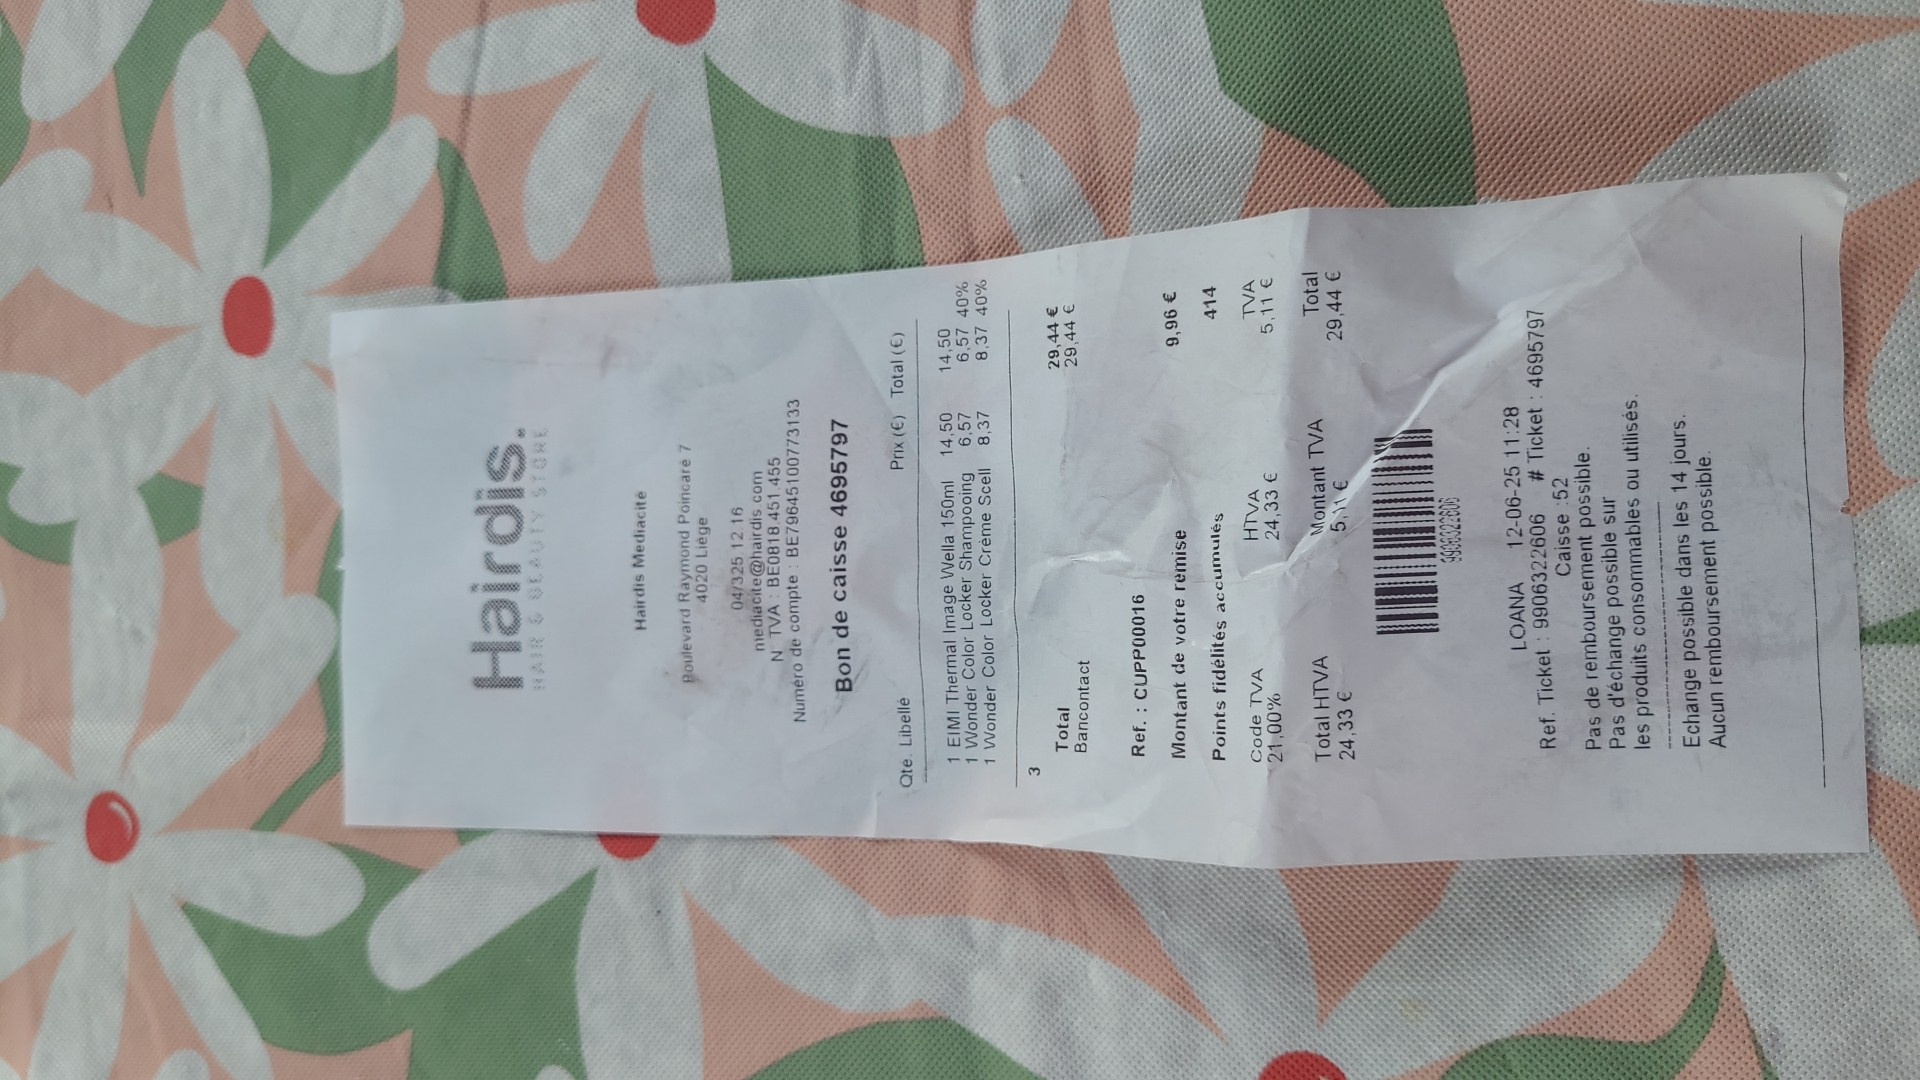 Hairdis.
HAIR & BEAUTY STORE
Hairdis Mediacité
Boulevard Raymond Poincaré 7
4020 Liège
04/325.12.16
mediacite@hairdis.com
N° TVA : BE0818.451.455
Numéro de compte : BE79645100773133
Bon de caisse 4695797
Qte. Libelle Prix (€) Total (€)
1 EIMI Thermal Image Wella 150ml 14,50 14,50
1 Wonder Color Locker Shampooing 6,57 6,57 40%
1 Wonder Color Locker Crème Scell 8,37 8,37 40%
3
Total 29,44 €
Bancontact 29,44 €
Ref. : CUPP00016
Montant de votre remise 9,96 €
Points fidélités accumulés 414
Code TVA HTVA TVA
21,00% 24,33 € 5,11 €
Total HTVA Montant TVA Total
24,33 € 5,11 € 29,44 €
9906322606
LOANA 12-06-25 11:28
Ref. Ticket : 9906322606 # Ticket : 4695797
Caisse :52
Pas de remboursement possible.
Pas d'échange possible sur
les produits consommables ou utilisés.
---------------------------
Echange possible dans les 14 jours.
Aucun remboursement possible.